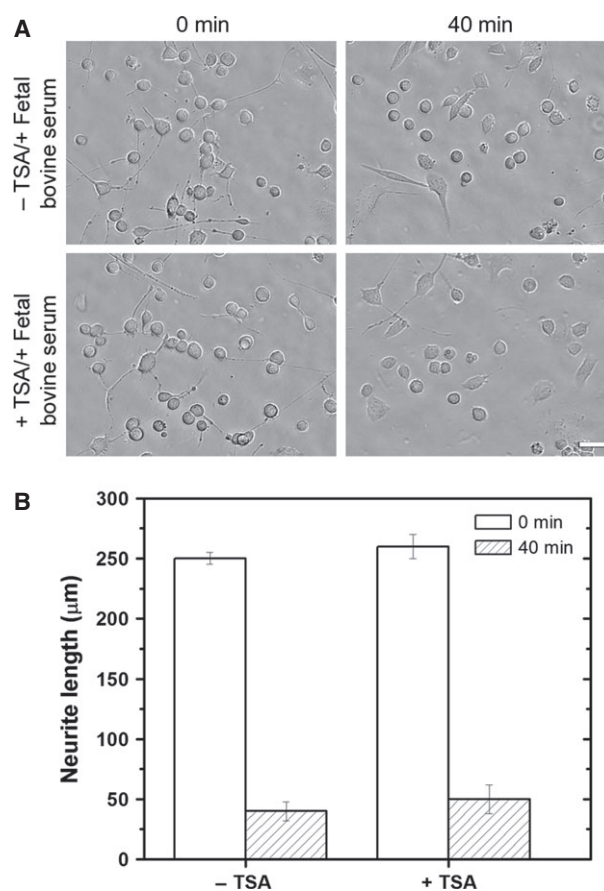 A
0 min
40 min
– TSA/+ Fetal
bovine serum
+ TSA/+ Fetal
bovine serum
B
300
250
200
150
100
50
0
Neurite length (μm)
0 min
40 min
– TSA
+ TSA